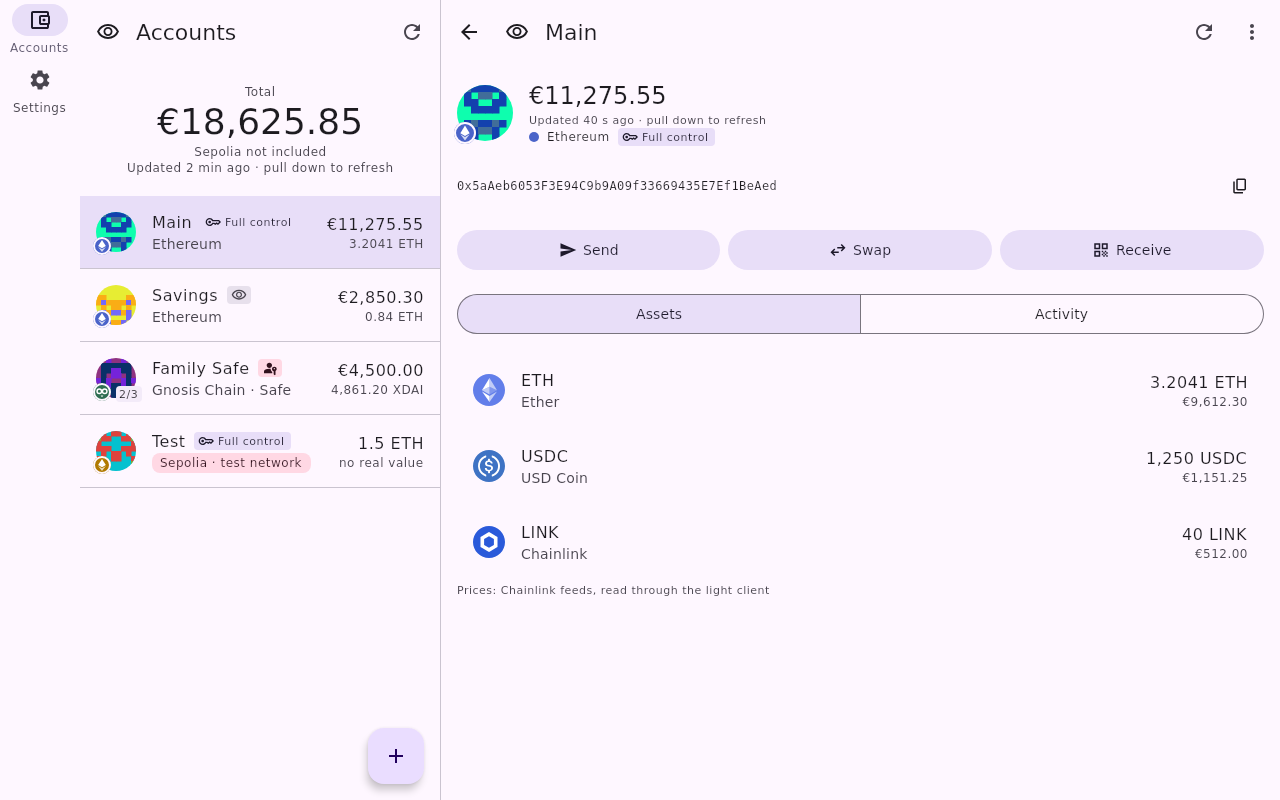 Accounts
Settings
Accounts
Total
€18,625.85
Sepolia not included
Updated 2 min ago · pull down to refresh
Main Full control €11,275.55
Ethereum 3.2041 ETH
Savings €2,850.30
Ethereum 0.84 ETH
Family Safe €4,500.00
2/3 Gnosis Chain · Safe 4,861.20 XDAI
Test Full control 1.5 ETH
Sepolia · test network no real value
Main
€11,275.55
Updated 40 s ago · pull down to refresh
Ethereum Full control
0x5aAeb6053F3E94C9b9A09f33669435E7Ef1BeAed
Send Swap Receive
Assets Activity
ETH 3.2041 ETH
Ether €9,612.30
USDC 1,250 USDC
USD Coin €1,151.25
LINK 40 LINK
Chainlink €512.00
Prices: Chainlink feeds, read through the light client